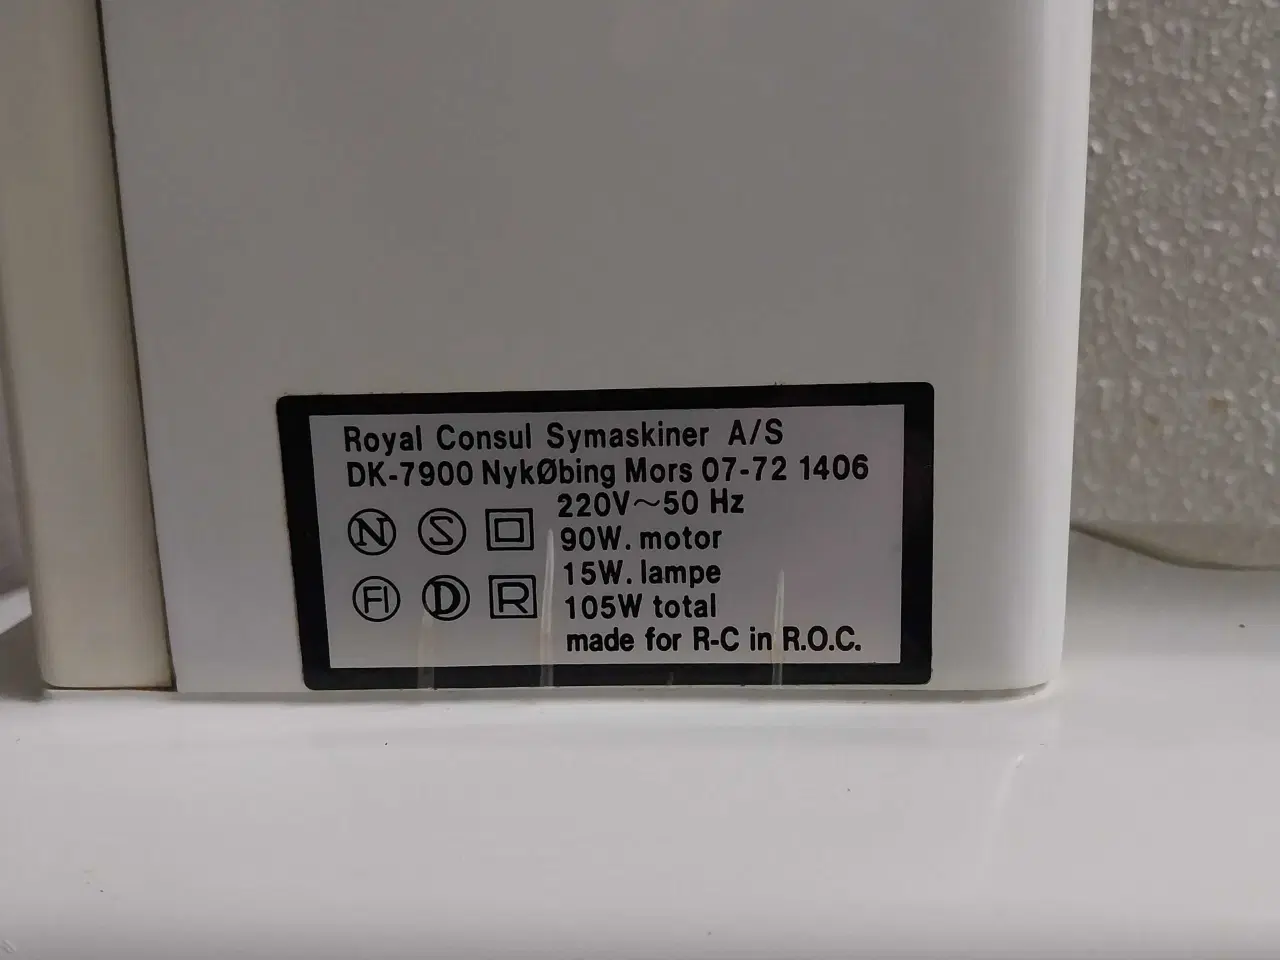 Royal Consul Symaskiner A/S
DK-7900 NykØbing Mors 07-72 1406
220V~50 Hz
N S 90W. motor
15W. lampe
FI D R 105W total
made for R-C in R.O.C.